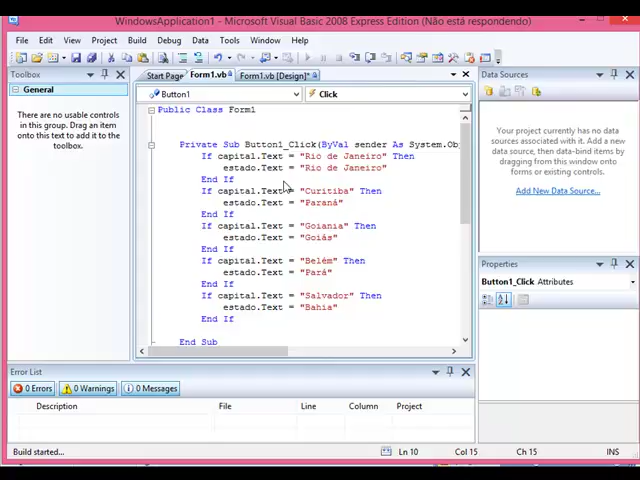 WindowsApplication1 - Microsoft Visual Basic 2008 Express Edition (Não está respondendo)
File Edit View Project Build Debug Data Tools Window Help
Toolbox
General
There are no usable controls
in this group. Drag an item
onto this text to add it to the
toolbox.
Start Page Form1.vb Form1.vb [Design]*
Button1 Click
Public Class Form1
Private Sub Button1_Click(ByVal sender As System.Ob
If capital.Text = "Rio de Janeiro" Then
estado.Text = "Rio de Janeiro"
End If
If capital.Text = "Curitiba" Then
estado.Text = "Paraná"
End If
If capital.Text = "Goiania" Then
estado.Text = "Goiás"
End If
If capital.Text = "Belém" Then
estado.Text = "Pará"
End If
If capital.Text = "Salvador" Then
estado.Text = "Bahia"
End If
End Sub
Data Sources
Your project currently has no data
sources associated with it. Add a
new data source, then data-bind
items by dragging from this window
onto forms or existing controls.
Add New Data Source...
Properties
Button1_Click Attributes
Error List
0 Errors 0 Warnings 0 Messages
Description File Line Column Project
Build started... Ln 10 Col 15 Ch 15 INS